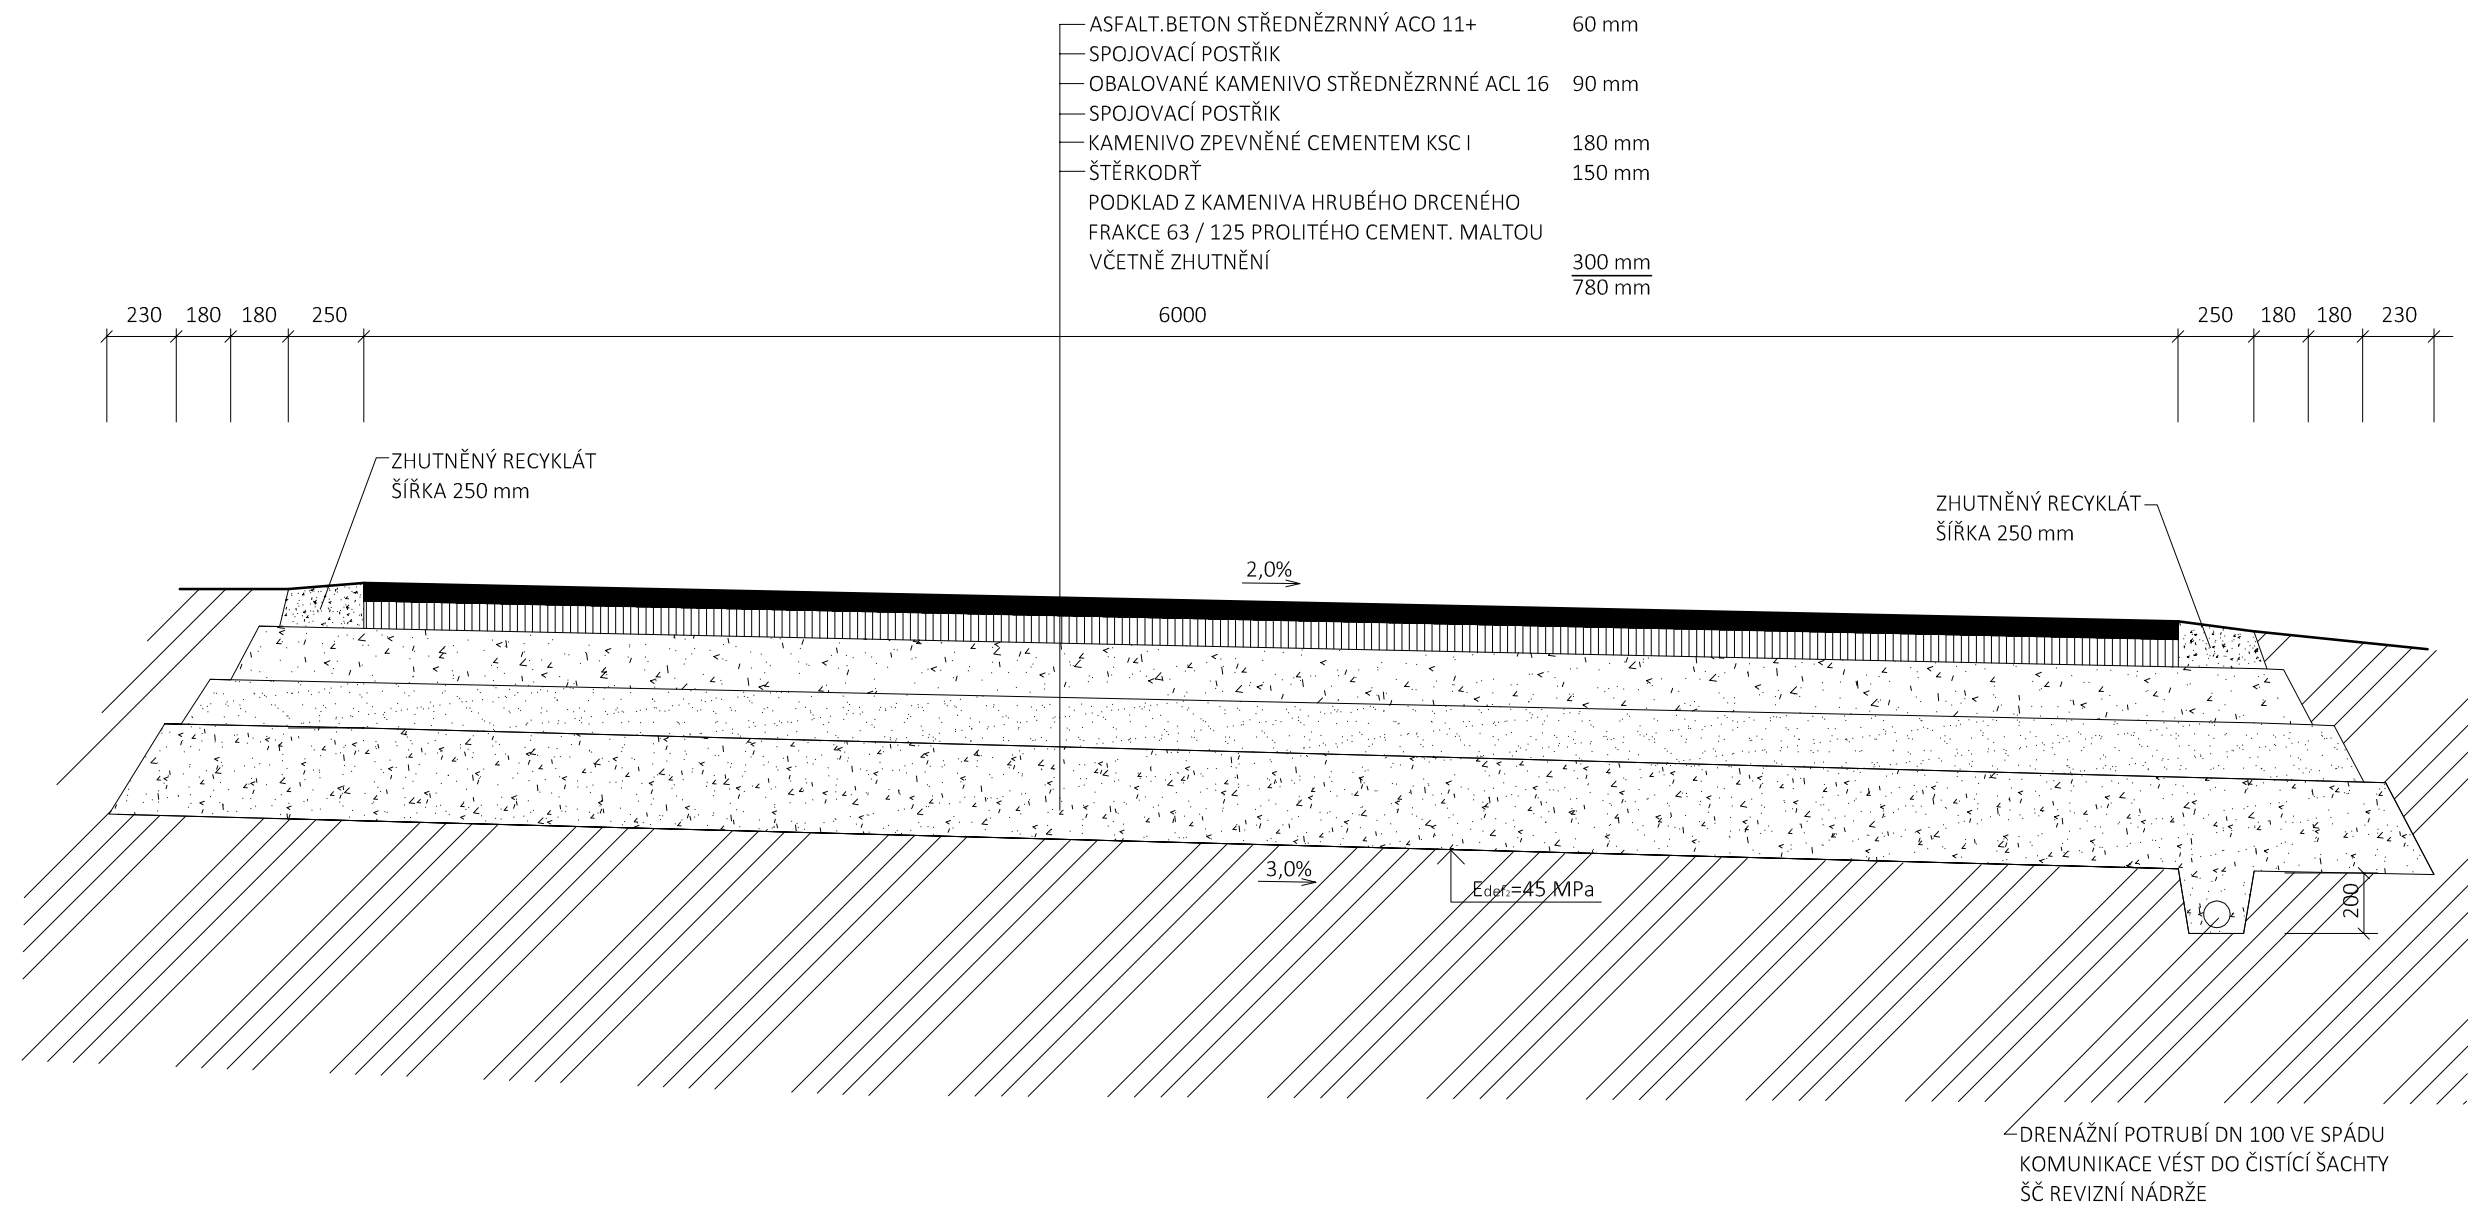 ASFALT.BETON STŘEDNĚZRNNÝ ACO 11+ 60 mm
SPOJOVACÍ POSTŘIK
OBALOVANÉ KAMENIVO STŘEDNĚZRNNÉ ACL 16 90 mm
SPOJOVACÍ POSTŘIK
KAMENIVO ZPEVNĚNÉ CEMENTEM KSC I 180 mm
ŠTĚRKODRŤ 150 mm
PODKLAD Z KAMENIVA HRUBÉHO DRCENÉHO
FRAKCE 63 / 125 PROLITÉHO CEMENT. MALTOU
VČETNĚ ZHUTNĚNÍ 300 mm
780 mm
230 180 180 250 6000 250 180 180 230
ZHUTNĚNÝ RECYKLÁT
ŠÍŘKA 250 mm
ZHUTNĚNÝ RECYKLÁT
ŠÍŘKA 250 mm
2,0%
3,0%
Edef₂=45 MPa
200
DRENÁŽNÍ POTRUBÍ DN 100 VE SPÁDU
KOMUNIKACE VÉST DO ČISTÍCÍ ŠACHTY
ŠČ REVIZNÍ NÁDRŽE